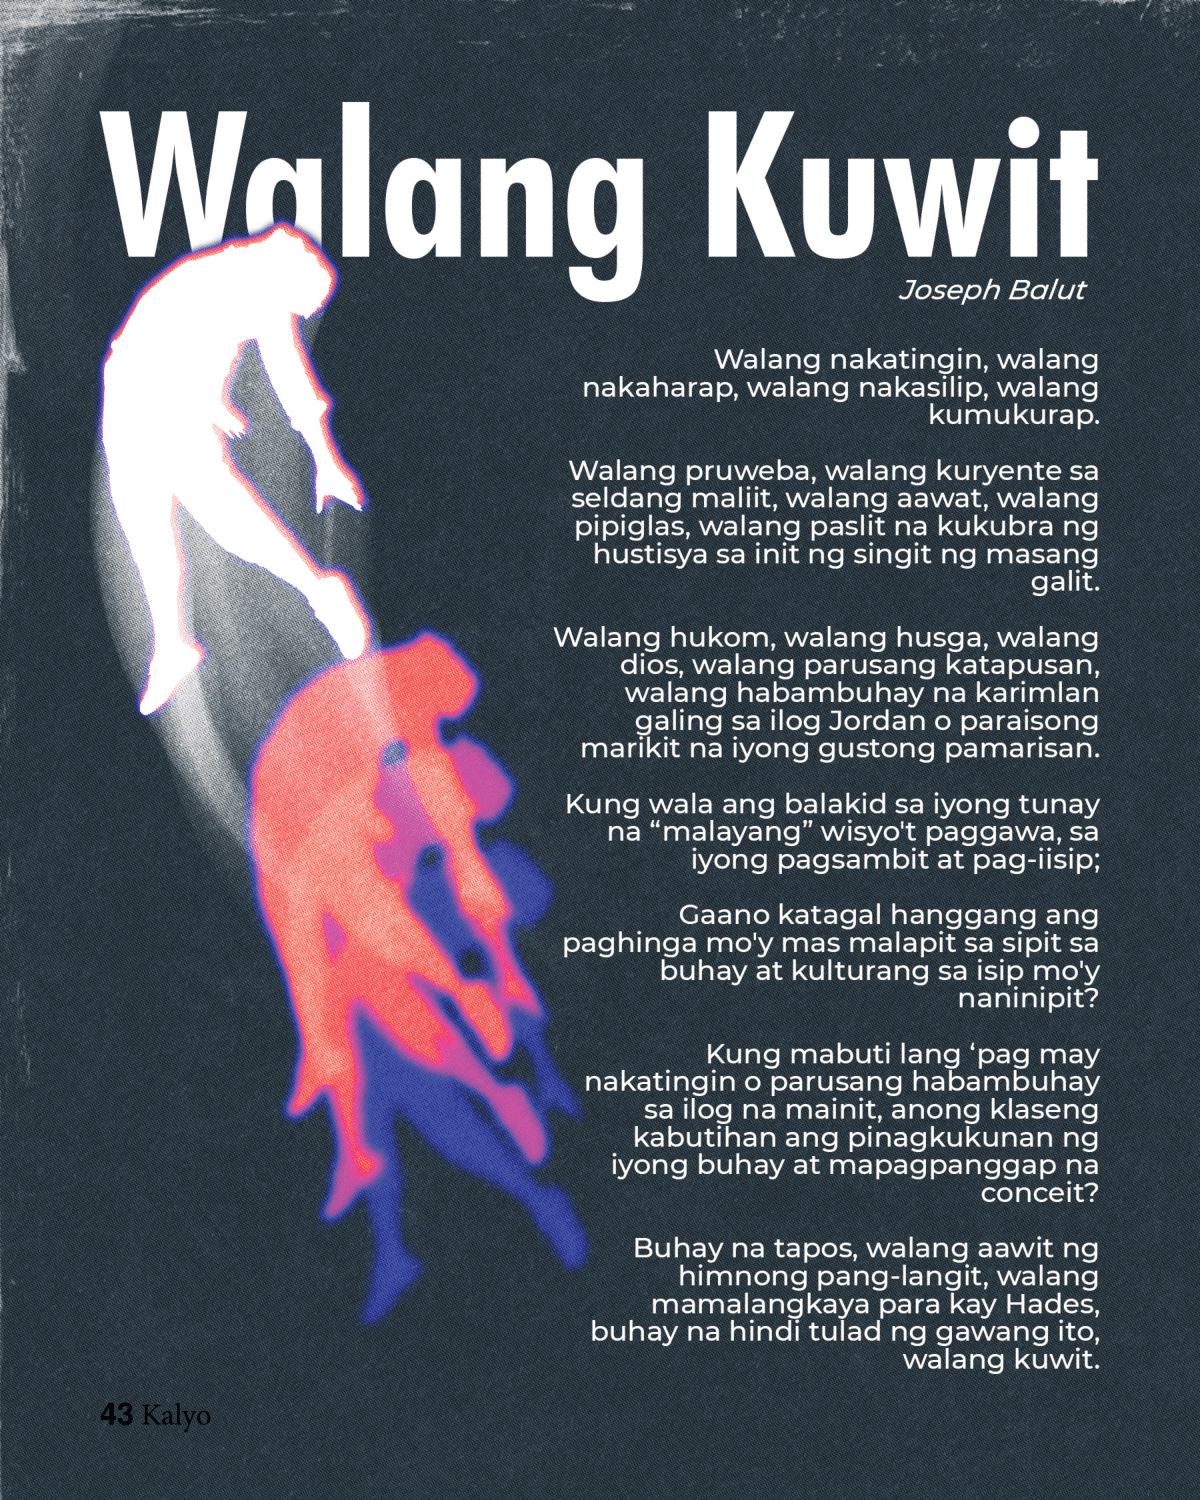 Walang Kuwit
Joseph Balut
Walang nakatingin, walang
nakaharap, walang nakasilip, walang
kumukurap.
Walang pruweba, walang kuryente sa
seldang maliit, walang aawat, walang
pipiglas, walang paslit na kukubra ng
hustisya sa init ng singit ng masang
galit.
Walang hukom, walang husga, walang
dios, walang parusang katapusan,
walang habambuhay na karimlan
galing sa ilog Jordan o paraisong
marikit na iyong gustong pamarisan.
Kung wala ang balakid sa iyong tunay
na “malayang” wisyo't paggawa, sa
iyong pagsambit at pag-iisip;
Gaano katagal hanggang ang
paghinga mo'y mas malapit sa sipit sa
buhay at kulturang sa isip mo'y
naninipit?
Kung mabuti lang ‘pag may
nakatingin o parusang habambuhay
sa ilog na mainit, anong klaseng
kabutihan ang pinagkukunan ng
iyong buhay at mapagpanggap na
conceit?
Buhay na tapos, walang aawit ng
himnong pang-langit, walang
mamalangkaya para kay Hades,
buhay na hindi tulad ng gawang ito,
walang kuwit.
43 Kalyo